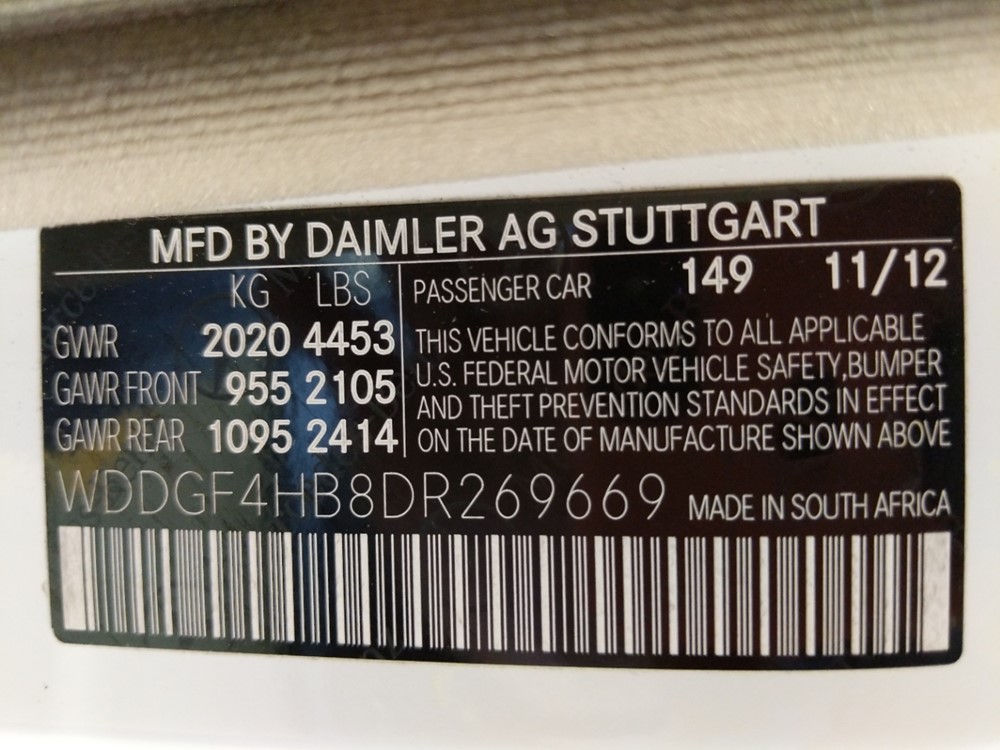 MFD BY DAIMLER AG STUTTGART
KG LBS
GVWR 2020 4453
GAWR FRONT 955 2105
GAWR REAR 1095 2414
PASSENGER CAR 149 11/12
THIS VEHICLE CONFORMS TO ALL APPLICABLE
U.S. FEDERAL MOTOR VEHICLE SAFETY,BUMPER
AND THEFT PREVENTION STANDARDS IN EFFECT
ON THE DATE OF MANUFACTURE SHOWN ABOVE
WDDGF4HB8DR269669 MADE IN SOUTH AFRICA